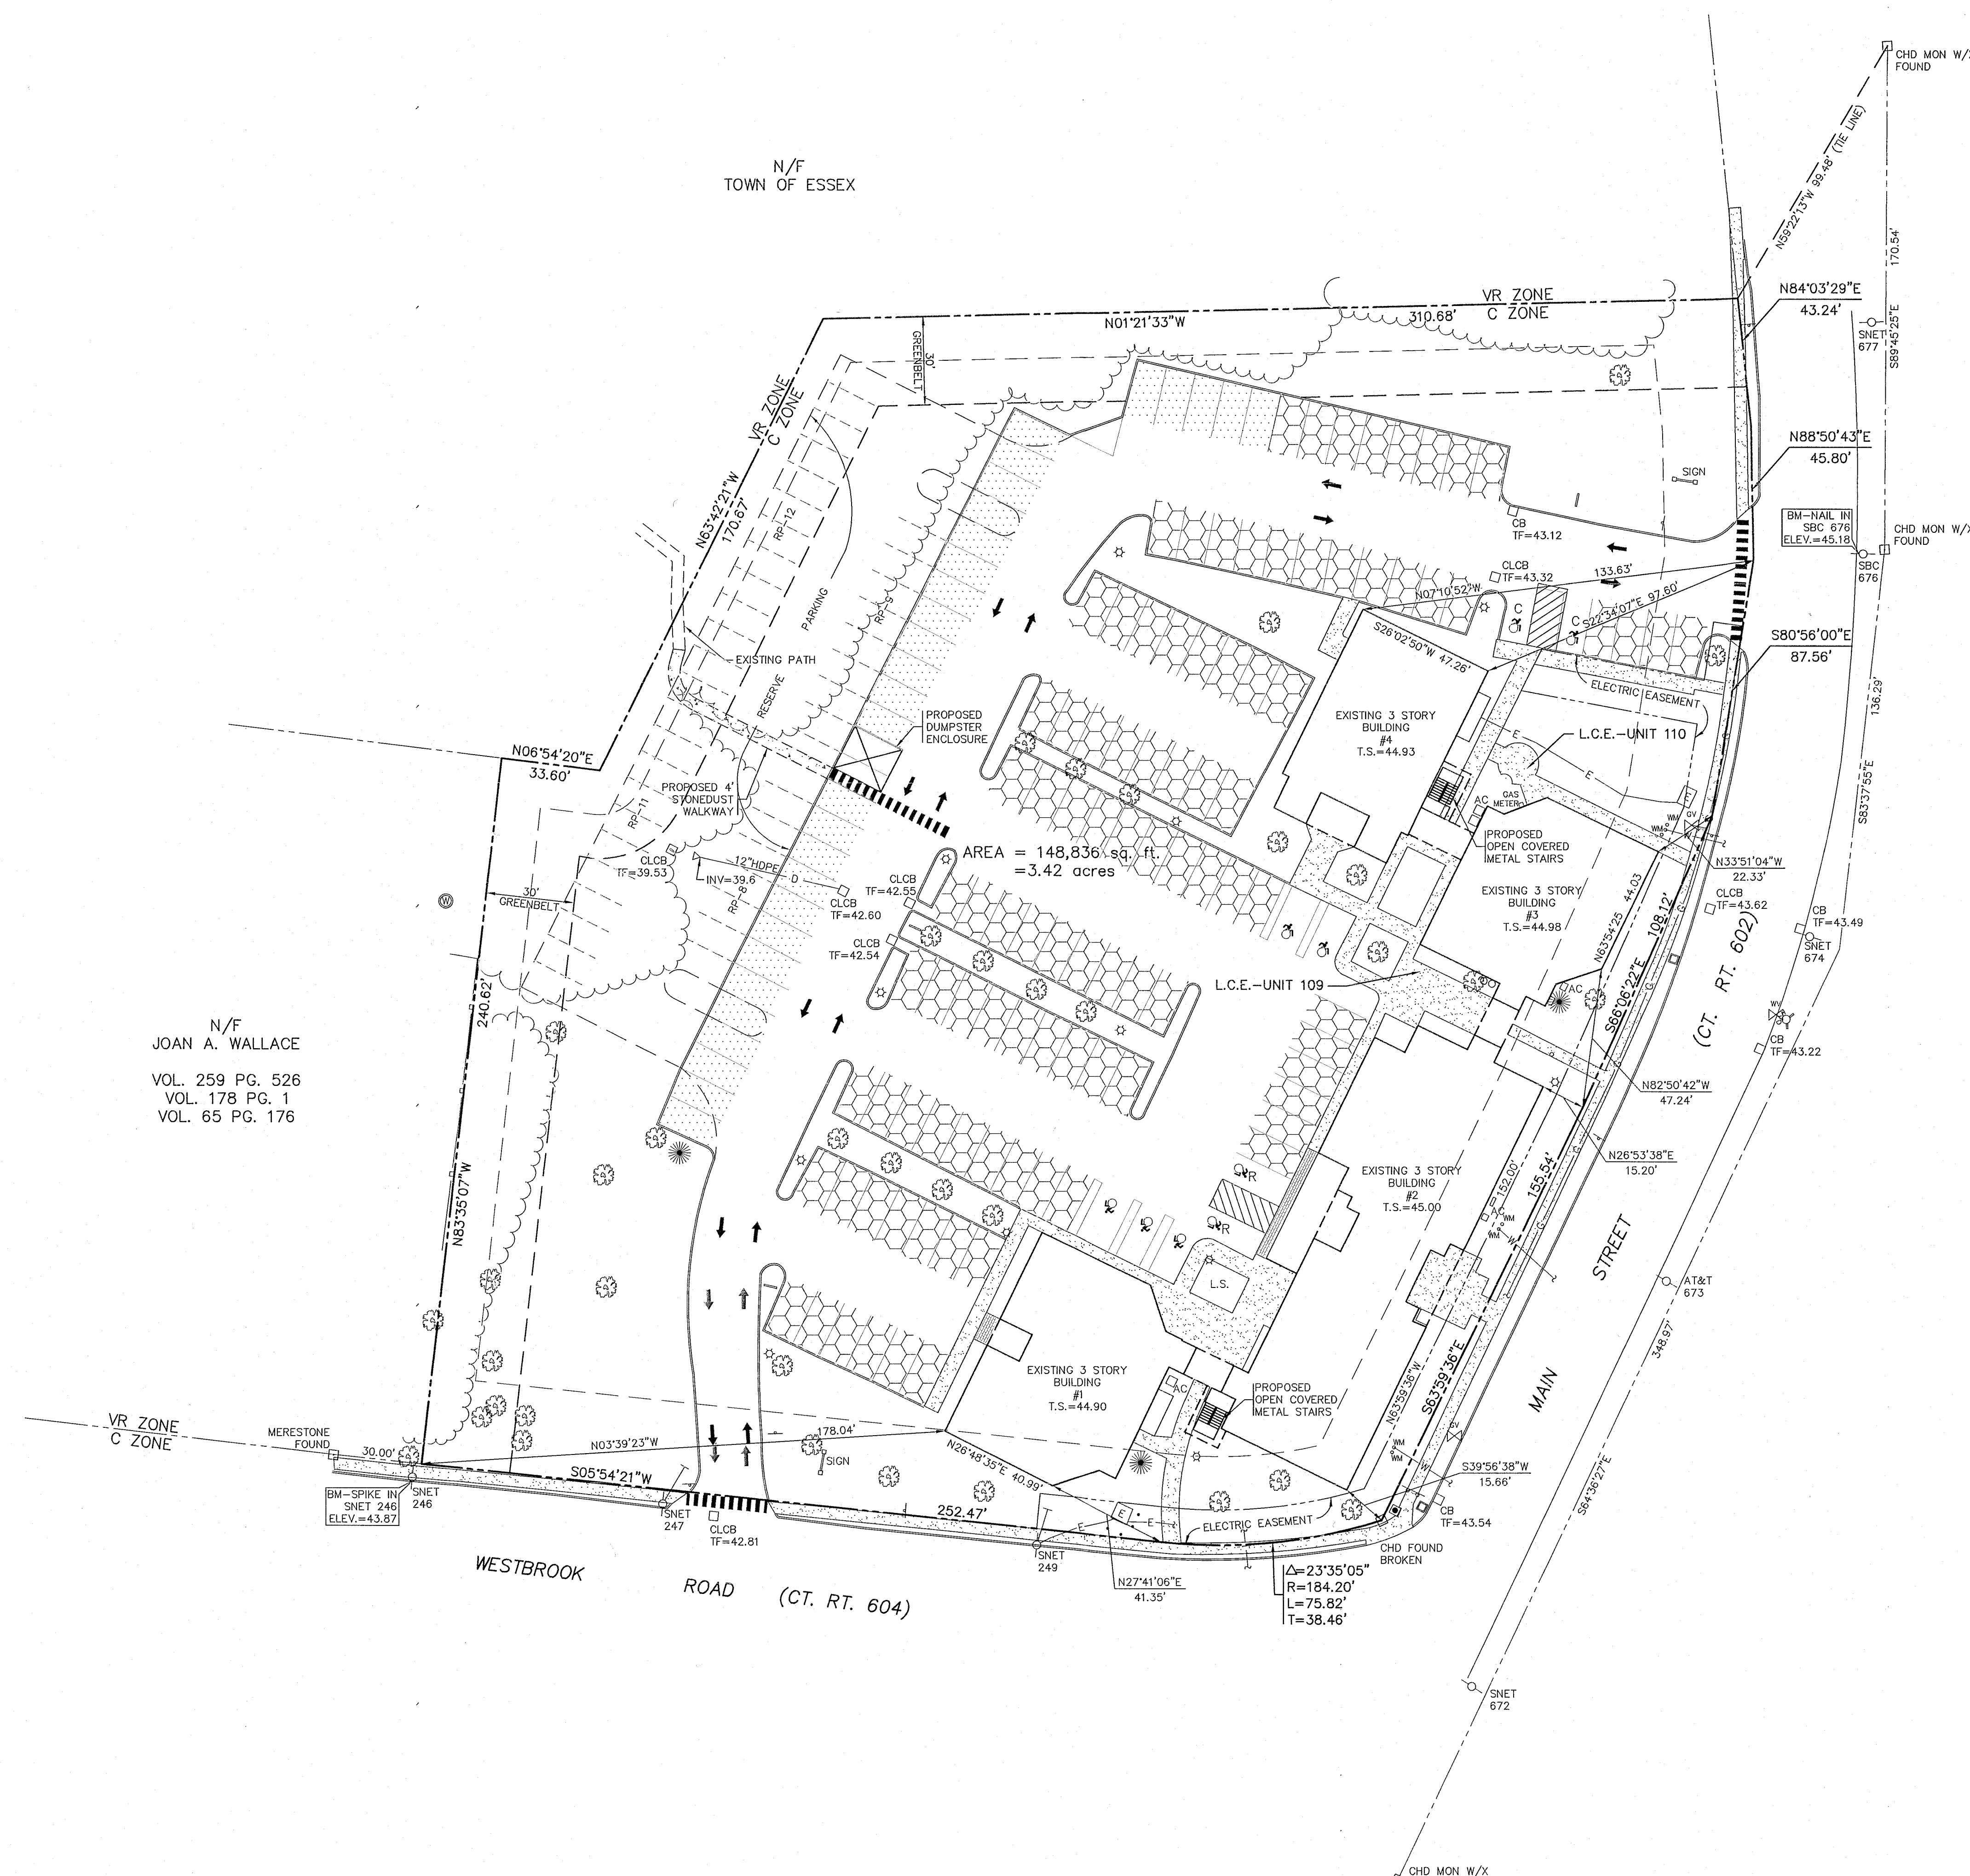 CHD MON W/
FOUND
N59°22'13"W 99.48' (TIE LINE)
170.54'
S89°45'25"E
N/F
TOWN OF ESSEX
VR ZONE
C ZONE
N01°21'33"W
310.68'
N84°03'29"E
43.24'
SNET
677
30'
GREENBELT
VR ZONE
C ZONE
N63°42'21"W
170.67'
RP-12
RESERVE PARKING
RP-5
N88°50'43"E
45.80'
SIGN
BM-NAIL IN
SBC 676
ELEV.=45.18
CHD MON W/X
FOUND
SBC
676
CB
TF=43.12
CLCB
TF=43.32
133.63'
N07°10'52"W
C
C
S22°34'07"E 97.60'
S26°02'50"W 47.26'
S80°56'00"E
87.56'
EXISTING PATH
ELECTRIC EASEMENT
136.29'
S83°37'55"E
PROPOSED
DUMPSTER
ENCLOSURE
EXISTING 3 STORY
BUILDING
#4
T.S.=44.93
E
L.C.E.-UNIT 110
E
G
N06°54'20"E
33.60'
PROPOSED 4'
STONEDUST
WALKWAY
RP-11
GAS
METER
AC
PROPOSED
OPEN COVERED
METAL STAIRS
WM
WM
GV
W
AREA = 148,836 sq. ft.
=3.42 acres
N33°51'04"W
22.33'
CLCB
TF=39.53
INV=39.6
12"HDPE
D
RP-8
CLCB
TF=42.55
CLCB
TF=42.60
CLCB
TF=42.54
30'
GREENBELT
W
EXISTING 3 STORY
BUILDING
#3
T.S.=44.98
N63°54'25 44.03
108.12'
S66°06'22"E
CLCB
TF=43.62
G
CB
TF=43.49
SNET
674
L.C.E.-UNIT 109
AC
240.62'
(CT. RT. 602)
G
WV
CB
TF=43.22
N/F
JOAN A. WALLACE
VOL. 259 PG. 526
VOL. 178 PG. 1
VOL. 65 PG. 176
G
N82°50'42"W
47.24'
N26°53'38"E
15.20'
N83°35'07"W
R
R
EXISTING 3 STORY
BUILDING
#2
T.S.=45.00
152.00'
155.54'
G
AC
WM
WM
W
G
STREET
L.S.
AT&T
673
348.97'
EXISTING 3 STORY
BUILDING
#1
T.S.=44.90
AC
PROPOSED
OPEN COVERED
METAL STAIRS
N63°59'36"W
S63°59'36"E
MAIN
VR ZONE
C ZONE
MERESTONE
FOUND
30.00'
N03°39'23"W
178.04'
SIGN
N26°48'35"E 40.99'
WM
WM
W
GV
S39°56'38"W
15.66'
S64°36'27"E
S05°54'21"W
BM-SPIKE IN
SNET 246
ELEV.=43.87
SNET
246
SNET
247
CLCB
TF=42.81
252.47'
E
E
E
ELECTRIC EASEMENT
CB
TF=43.54
CHD FOUND
BROKEN
SNET
249
N27°41'06"E
41.35'
Δ=23°35'05"
R=184.20'
L=75.82'
T=38.46'
WESTBROOK ROAD (CT. RT. 604)
SNET
672
CHD MON W/X